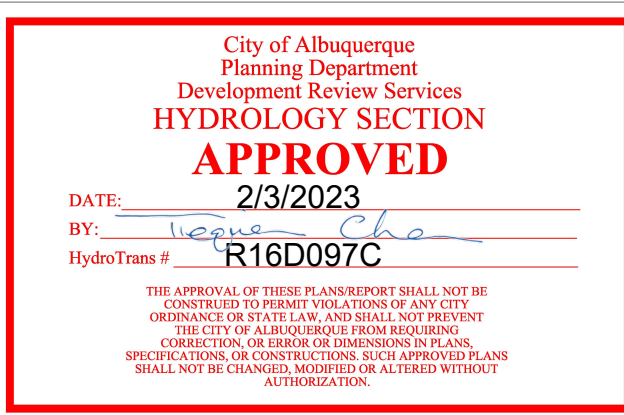 City of Albuquerque
Planning Department
Development Review Services
HYDROLOGY SECTION
APPROVED
DATE: 2/3/2023
BY:
HydroTrans # R16D097C
THE APPROVAL OF THESE PLANS/REPORT SHALL NOT BE
CONSTRUED TO PERMIT VIOLATIONS OF ANY CITY
ORDINANCE OR STATE LAW, AND SHALL NOT PREVENT
THE CITY OF ALBUQUERQUE FROM REQUIRING
CORRECTION, OR ERROR OR DIMENSIONS IN PLANS,
SPECIFICATIONS, OR CONSTRUCTIONS. SUCH APPROVED PLANS
SHALL NOT BE CHANGED, MODIFIED OR ALTERED WITHOUT
AUTHORIZATION.